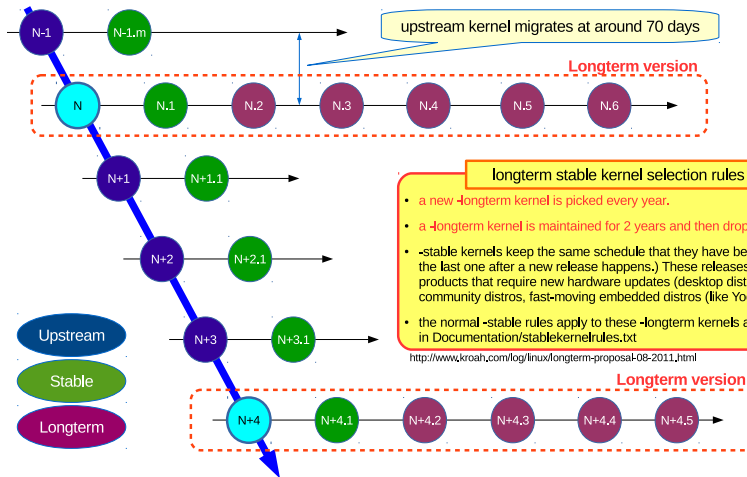 N-1
N-1.m
upstream kernel migrates at around 70 days
Longterm version
N
N.1
N.2
N.3
N.4
N.5
N.6
N+1
N+1.1
longterm stable kernel selection rules
• a new -longterm kernel is picked every year.
• a -longterm kernel is maintained for 2 years and then
• -stable kernels keep the same schedule that they have
the last one after a new release happens.) These releases
products that require new hardware updates (desktop
community distros, fast-moving embedded distros (like
• the normal -stable rules apply to these -longterm kernels
in Documentation/stablekernelrules.txt
http://www.kroah.com/log/linux/longterm-proposal-08-2011.html
N+2
N+2.1
N+3
N+3.1
Upstream
Stable
Longterm
Longterm version
N+4
N+4.1
N+4.2
N+4.3
N+4.4
N+4.5